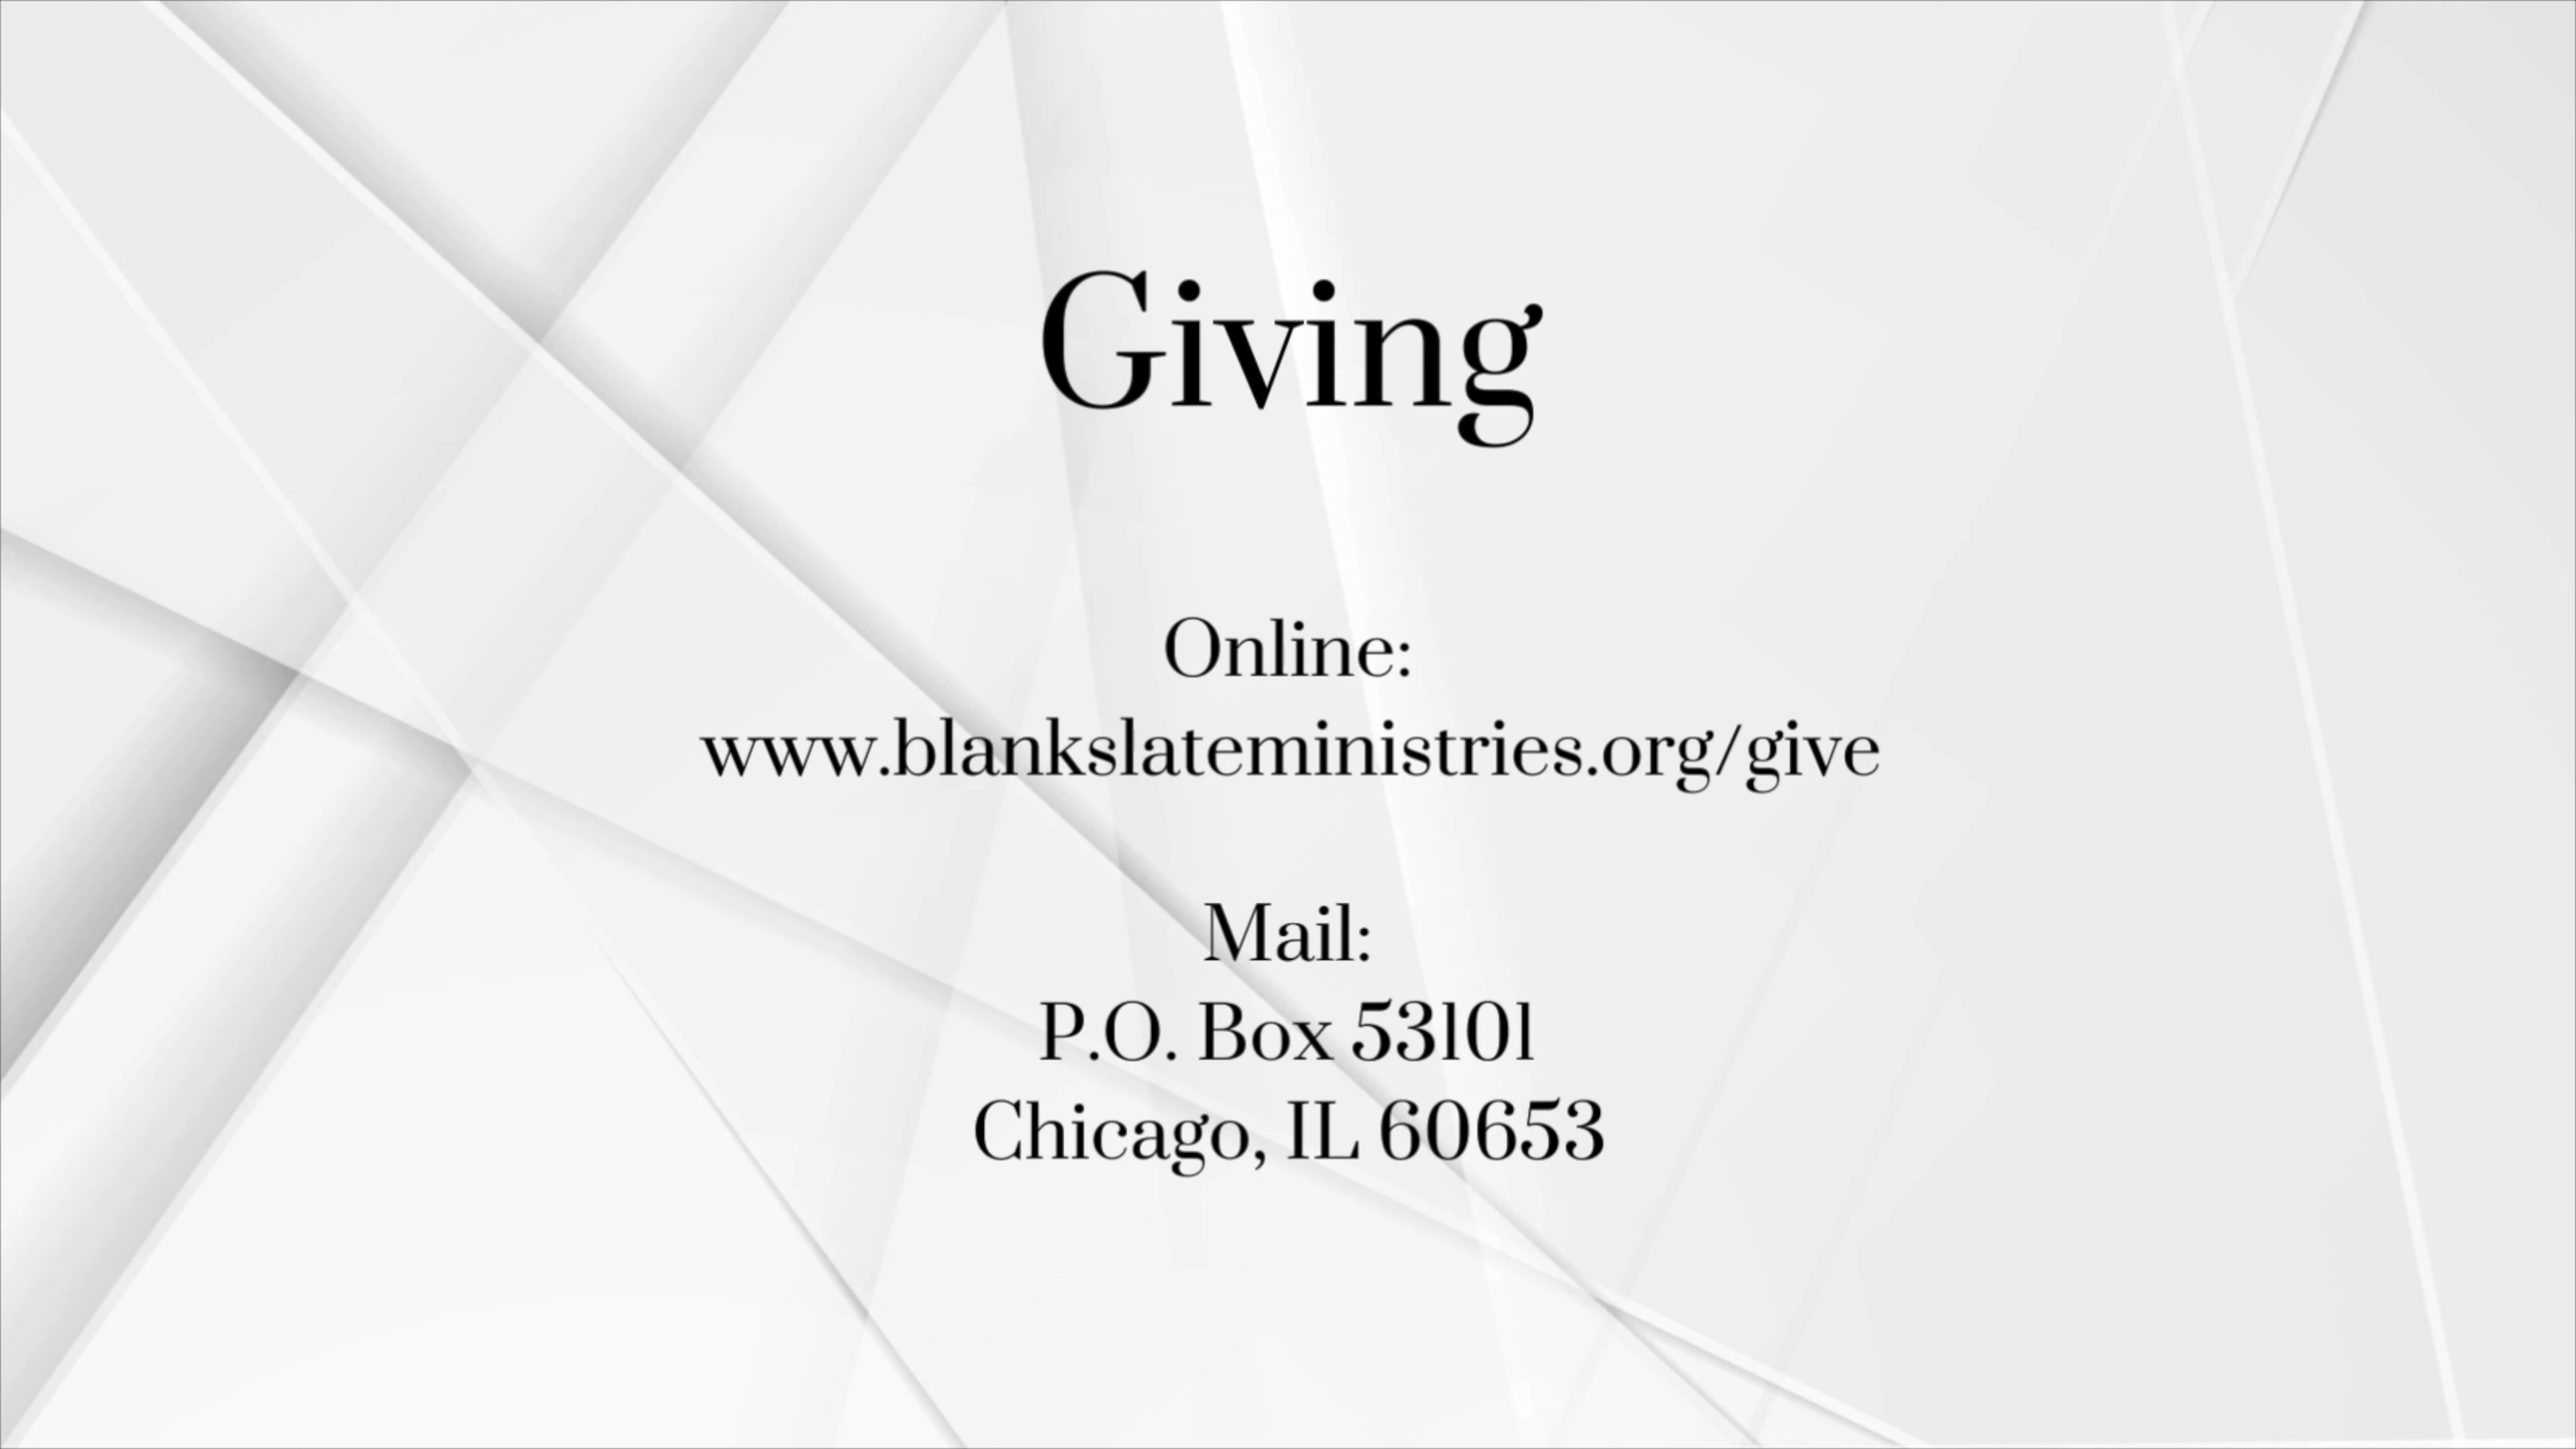 Giving
Online:
www.blankslateministries.org/give
Mail:
P.O. Box 53101
Chicago, IL 60653